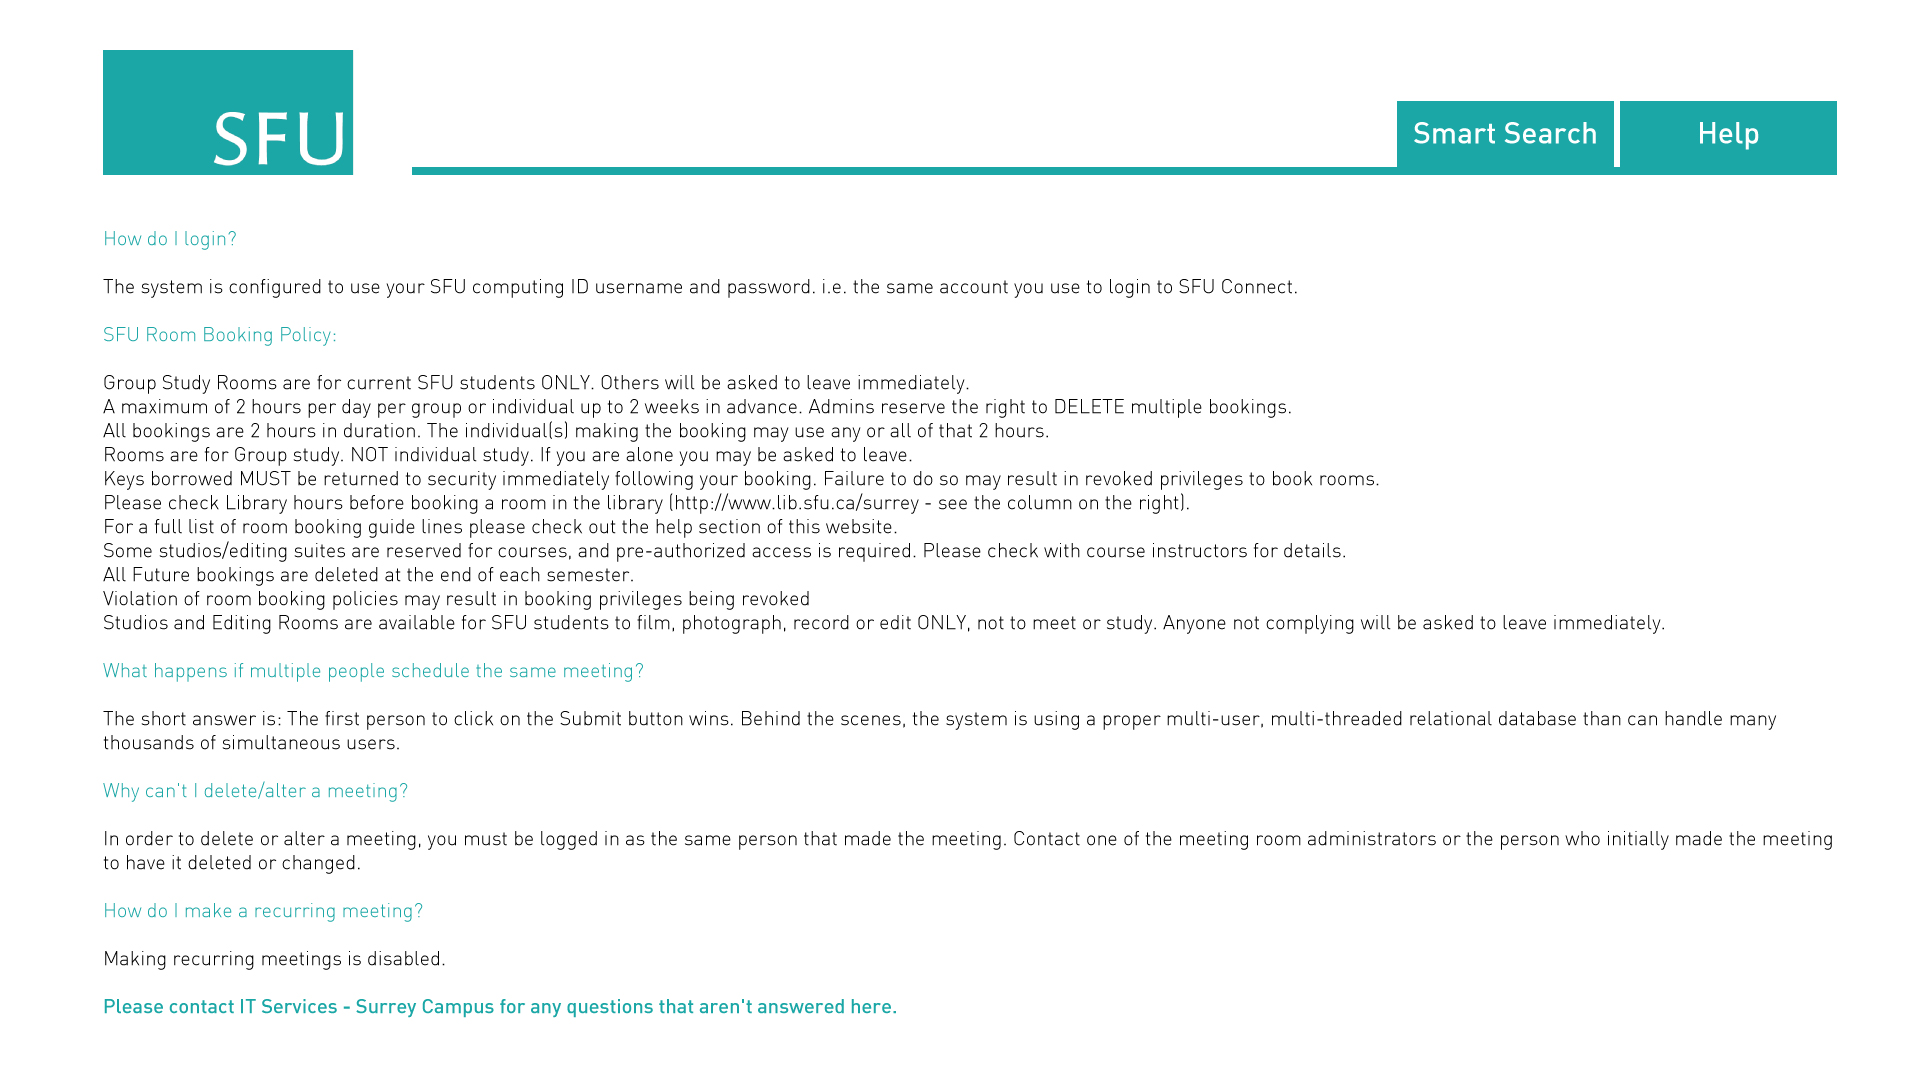 SFU
Smart Search
Help
How do I login?
The system is configured to use your SFU computing ID username and password. i.e. the same account you use to login to SFU Connect.
SFU Room Booking Policy:
Group Study Rooms are for current SFU students ONLY. Others will be asked to leave immediately.
A maximum of 2 hours per day per group or individual up to 2 weeks in advance. Admins reserve the right to DELETE multiple bookings.
All bookings are 2 hours in duration. The individual(s) making the booking may use any or all of that 2 hours.
Rooms are for Group study. NOT individual study. If you are alone you may be asked to leave.
Keys borrowed MUST be returned to security immediately following your booking. Failure to do so may result in revoked privileges to book rooms.
Please check Library hours before booking a room in the library (http://www.lib.sfu.ca/surrey - see the column on the right).
For a full list of room booking guide lines please check out the help section of this website.
Some studios/editing suites are reserved for courses, and pre-authorized access is required. Please check with course instructors for details.
All Future bookings are deleted at the end of each semester.
Violation of room booking policies may result in booking privileges being revoked
Studios and Editing Rooms are available for SFU students to film, photograph, record or edit ONLY, not to meet or study. Anyone not complying will be asked to leave immediately.
What happens if multiple people schedule the same meeting?
The short answer is: The first person to click on the Submit button wins. Behind the scenes, the system is using a proper multi-user, multi-threaded relational database than can handle many
thousands of simultaneous users.
Why can't I delete/alter a meeting?
In order to delete or alter a meeting, you must be logged in as the same person that made the meeting. Contact one of the meeting room administrators or the person who initially made the meeting
to have it deleted or changed.
How do I make a recurring meeting?
Making recurring meetings is disabled.
Please contact IT Services - Surrey Campus for any questions that aren't answered here.